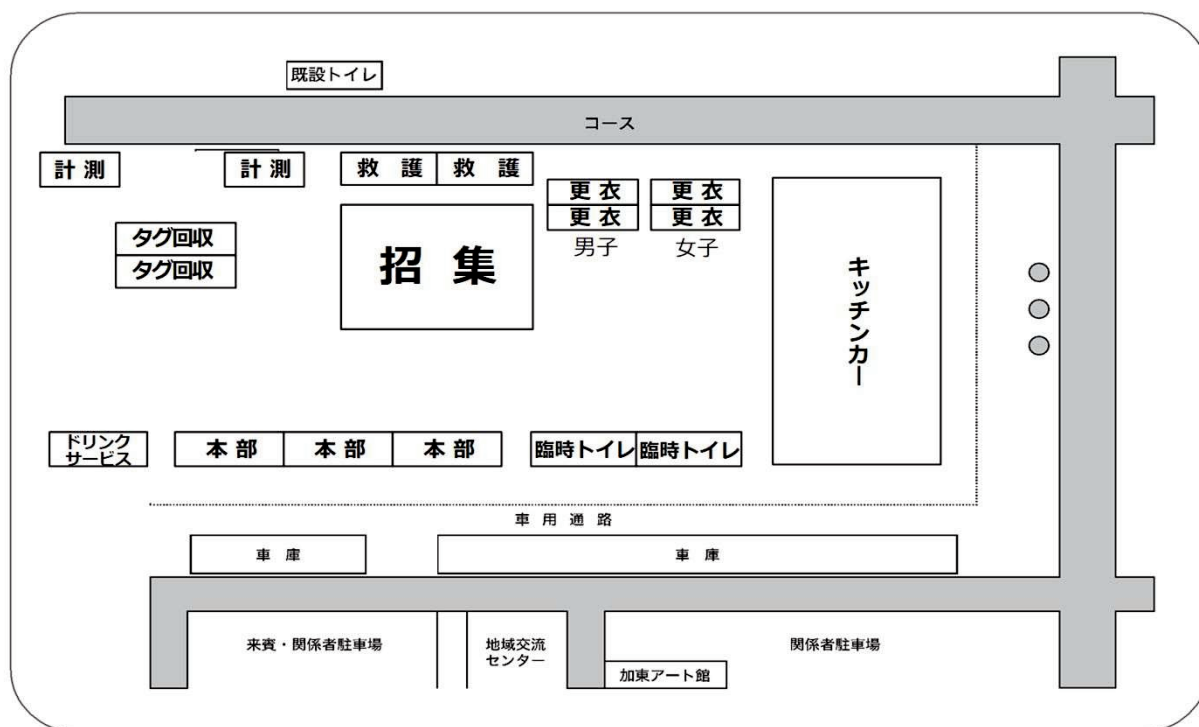 既設トイレ
コース
計測
計測
救護
救護
更衣
更衣
更衣
更衣
男子
女子
タグ回収
タグ回収
招集
キッチンカー
ドリンク
サービス
本部
本部
本部
臨時トイレ
臨時トイレ
車用通路
車庫
車庫
来賓・関係者駐車場
地域交流
センター
関係者駐車場
加東アート館